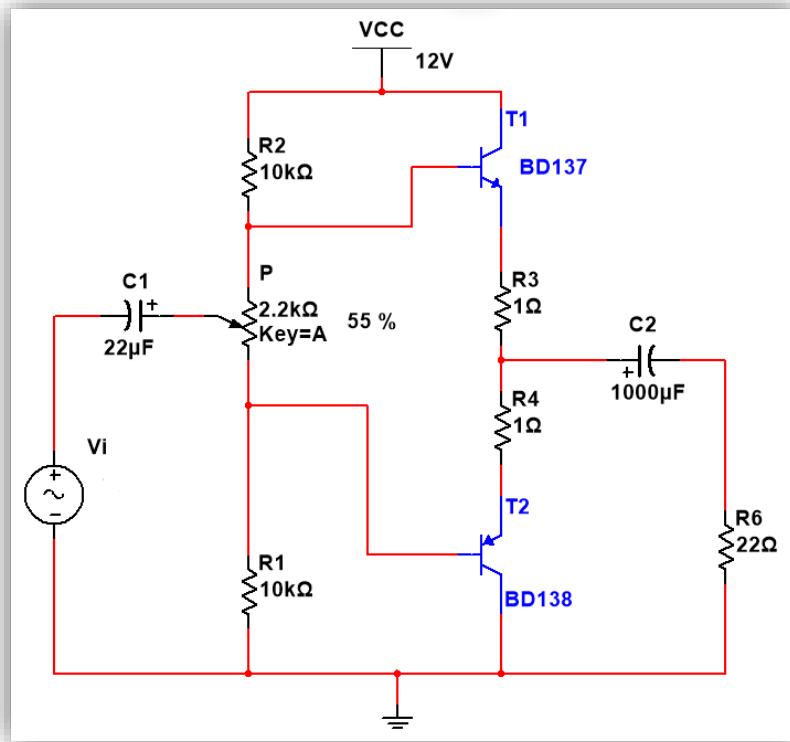 VCC
12V
T1
R2
10kΩ
BD137
C1
P
R3
2.2kΩ
1Ω
Key=A
55 %
C2
22µF
R4
1000µF
1Ω
Vi
T2
R6
22Ω
R1
10kΩ
BD138